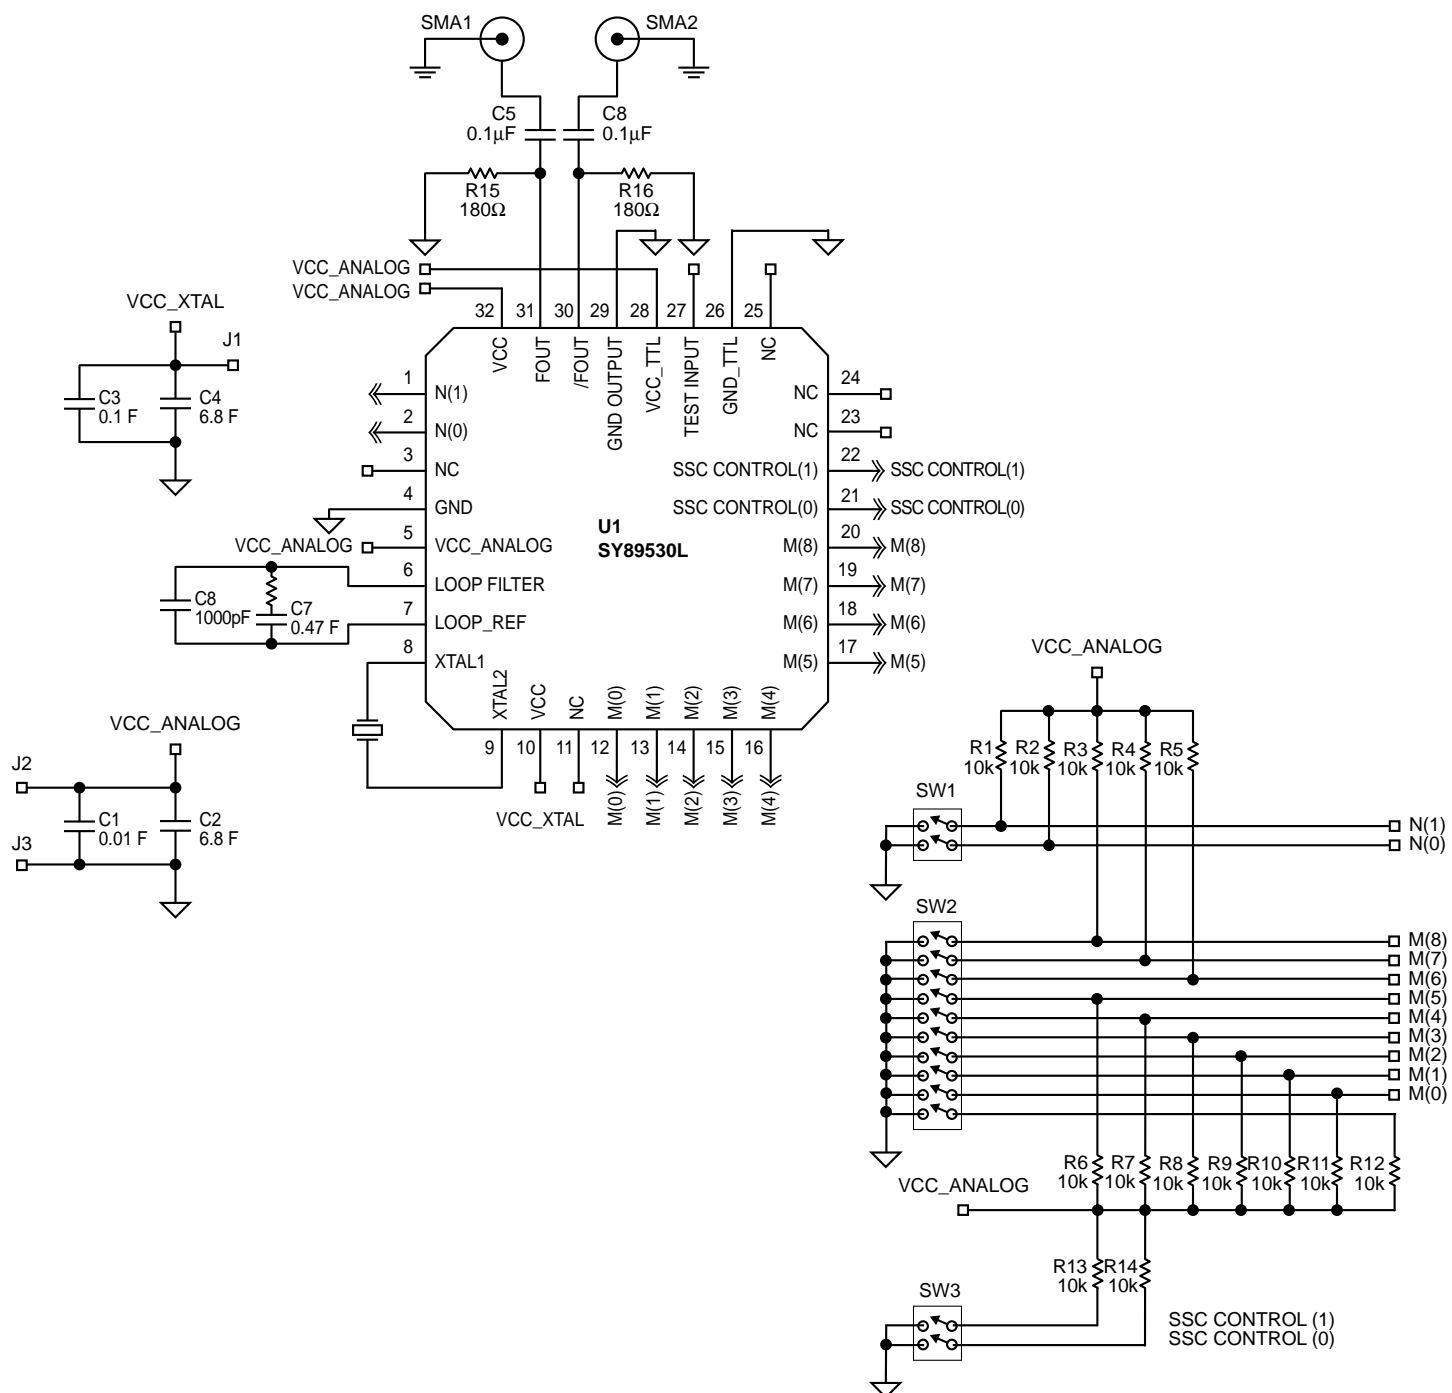 SMA1
SMA2
C5
0.1µF
C8
0.1µF
R15
180Ω
R16
180Ω
VCC_ANALOG
VCC_ANALOG
32
31
30
29
28
27
26
25
VCC
FOUT
/FOUT
GND OUTPUT
VCC_TTL
TEST INPUT
GND_TTL
NC
VCC_XTAL
J1
C3
0.1 F
C4
6.8 F
1
N(1)
2
N(0)
3
NC
4
GND
5
VCC_ANALOG
VCC_ANALOG
6
LOOP FILTER
7
LOOP_REF
8
XTAL1
C8
1000pF
C7
0.47 F
U1
SY89530L
NC
24
NC
23
SSC CONTROL(1)
22
SSC CONTROL(1)
SSC CONTROL(0)
21
SSC CONTROL(0)
M(8)
20
M(8)
M(7)
19
M(7)
M(6)
18
M(6)
M(5)
17
M(5)
XTAL2
VCC
NC
M(0)
M(1)
M(2)
M(3)
M(4)
9
10
11
12
13
14
15
16
VCC_XTAL
M(0)
M(1)
M(2)
M(3)
M(4)
VCC_ANALOG
J2
J3
C1
0.01 F
C2
6.8 F
VCC_ANALOG
R1
10k
R2
10k
R3
10k
R4
10k
R5
10k
SW1
N(1)
N(0)
SW2
M(8)
M(7)
M(6)
M(5)
M(4)
M(3)
M(2)
M(1)
M(0)
R6
10k
R7
10k
R8
10k
R9
10k
R10
10k
R11
10k
R12
10k
VCC_ANALOG
R13
10k
R14
10k
SW3
SSC CONTROL (1)
SSC CONTROL (0)